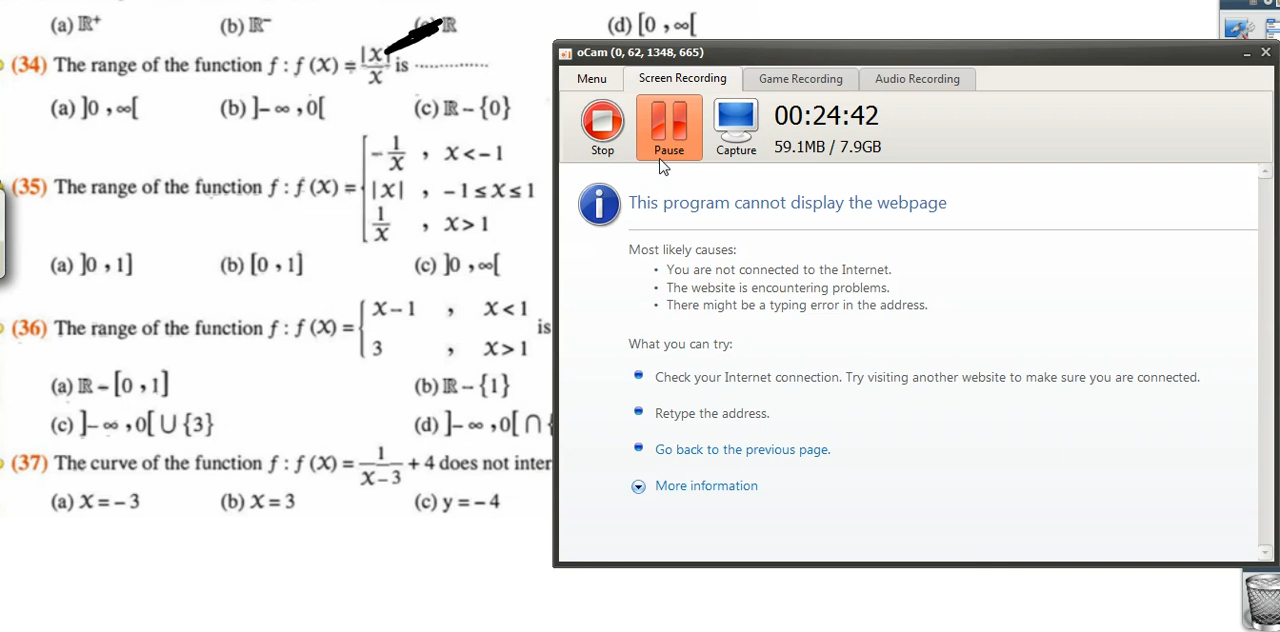 (a) ℝ⁺ (b) ℝ⁻ ℝ (d) [0 , ∞[
(34) The range of the function f : f (X) = |X|/X is ..............
(a) ]0 , ∞[ (b) ]– ∞ , 0[ (c) ℝ – {0}
– 1/X , X < – 1
(35) The range of the function f : f (X) = |X| , – 1 ≤ X ≤ 1
1/X , X > 1
(a) ]0 , 1] (b) [0 , 1] (c) ]0 , ∞[
X – 1 , X < 1
(36) The range of the function f : f (X) = is
3 , X > 1
(a) ℝ – [0 , 1] (b) ℝ – {1}
(c) ]– ∞ , 0[ ∪ {3} (d) ]– ∞ , 0[ ∩ {
(37) The curve of the function f : f (X) = 1/(X – 3) + 4 does not inter
(a) X = – 3 (b) X = 3 (c) y = – 4
oCam (0, 62, 1348, 665)
Menu Screen Recording Game Recording Audio Recording
00:24:42
59.1MB / 7.9GB
Stop Pause Capture
This program cannot display the webpage
Most likely causes:
• You are not connected to the Internet.
• The website is encountering problems.
• There might be a typing error in the address.
What you can try:
Check your Internet connection. Try visiting another website to make sure you are connected.
Retype the address.
Go back to the previous page.
More information